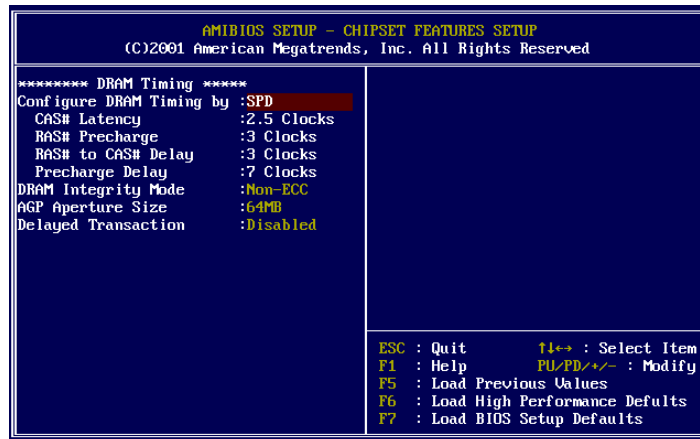 AMIBIOS SETUP - CHIPSET FEATURES SETUP
(C)2001 American Megatrends, Inc. All Rights Reserved
******** DRAM Timing *****
Configure DRAM Timing by :SPD
CAS# Latency :2.5 Clocks
RAS# Precharge :3 Clocks
RAS# to CAS# Delay :3 Clocks
Precharge Delay :7 Clocks
DRAM Integrity Mode :Non-ECC
AGP Aperture Size :64MB
Delayed Transaction :Disabled
ESC : Quit ↑↓←→ : Select Item
F1 : Help PU/PD/+/- : Modify
F5 : Load Previous Values
F6 : Load High Performance Defults
F7 : Load BIOS Setup Defaults